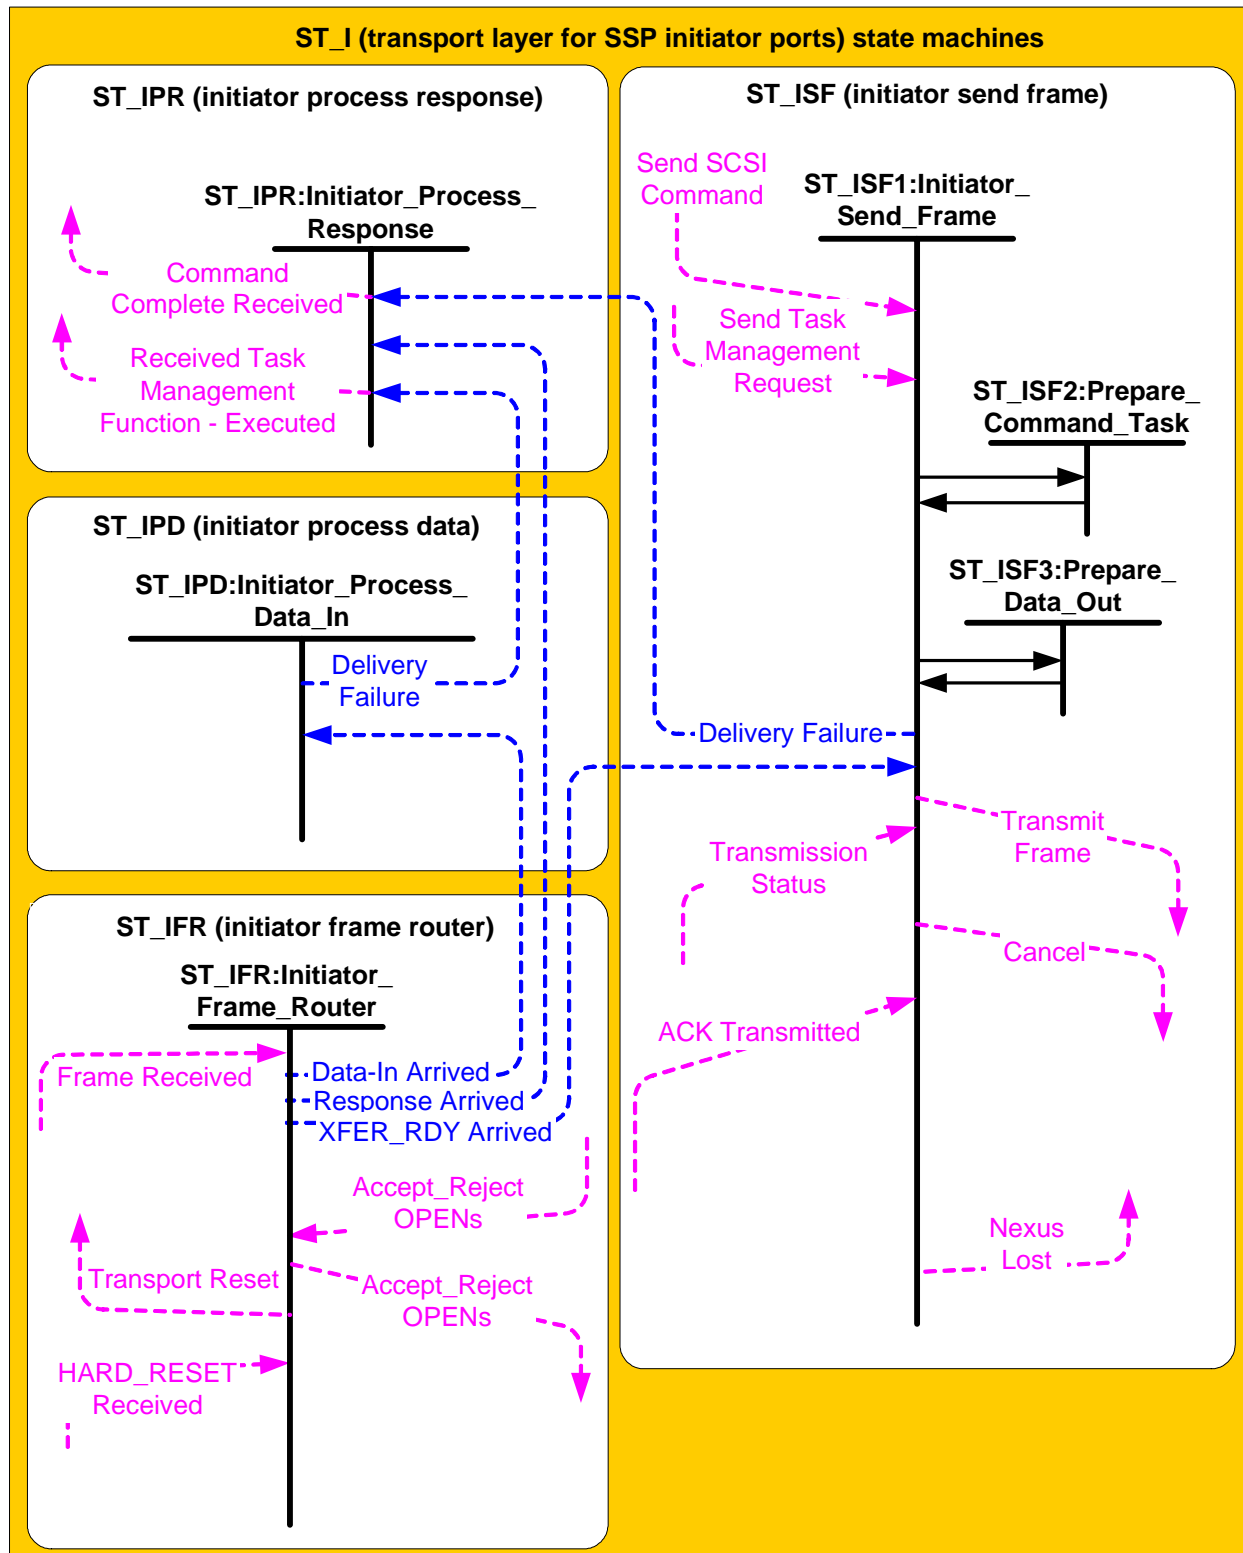 ST_I (transport layer for SSP initiator ports) state machines
ST_IPR (initiator process response)
ST_IPR:Initiator_Process_
Response
Command
Complete Received
Received Task
Management
Function - Executed
ST_IPD (initiator process data)
ST_IPD:Initiator_Process_
Data_In
Delivery
Failure
ST_IFR (initiator frame router)
ST_IFR:Initiator_
Frame_Router
Frame Received
Data-In Arrived
Response Arrived
XFER_RDY Arrived
Accept_Reject
OPENs
Transport Reset
Accept_Reject
OPENs
HARD_RESET
Received
ST_ISF (initiator send frame)
Send SCSI
Command
ST_ISF1:Initiator_
Send_Frame
Send Task
Management
Request
ST_ISF2:Prepare_
Command_Task
ST_ISF3:Prepare_
Data_Out
Delivery Failure
Transmit
Frame
Transmission
Status
Cancel
ACK Transmitted
Nexus
Lost